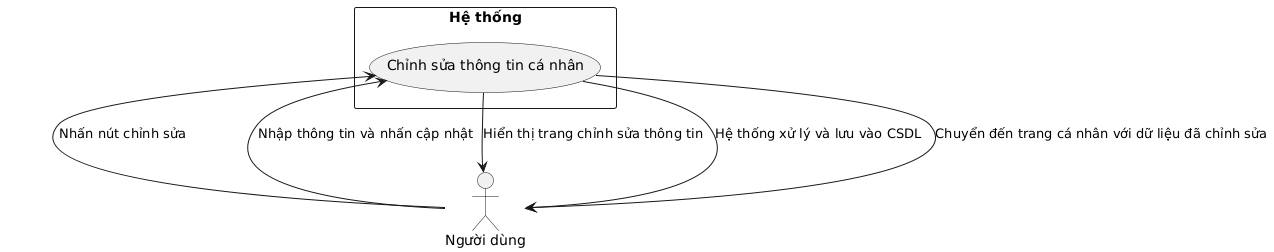 Hệ thống
Chỉnh sửa thông tin cá nhân
Nhấn nút chỉnh sửa
Nhập thông tin và nhấn cập nhật
Hiển thị trang chỉnh sửa thông tin
Hệ thống xử lý và lưu vào CSDL
Chuyển đến trang cá nhân với dữ liệu đã chỉnh sửa
Người dùng